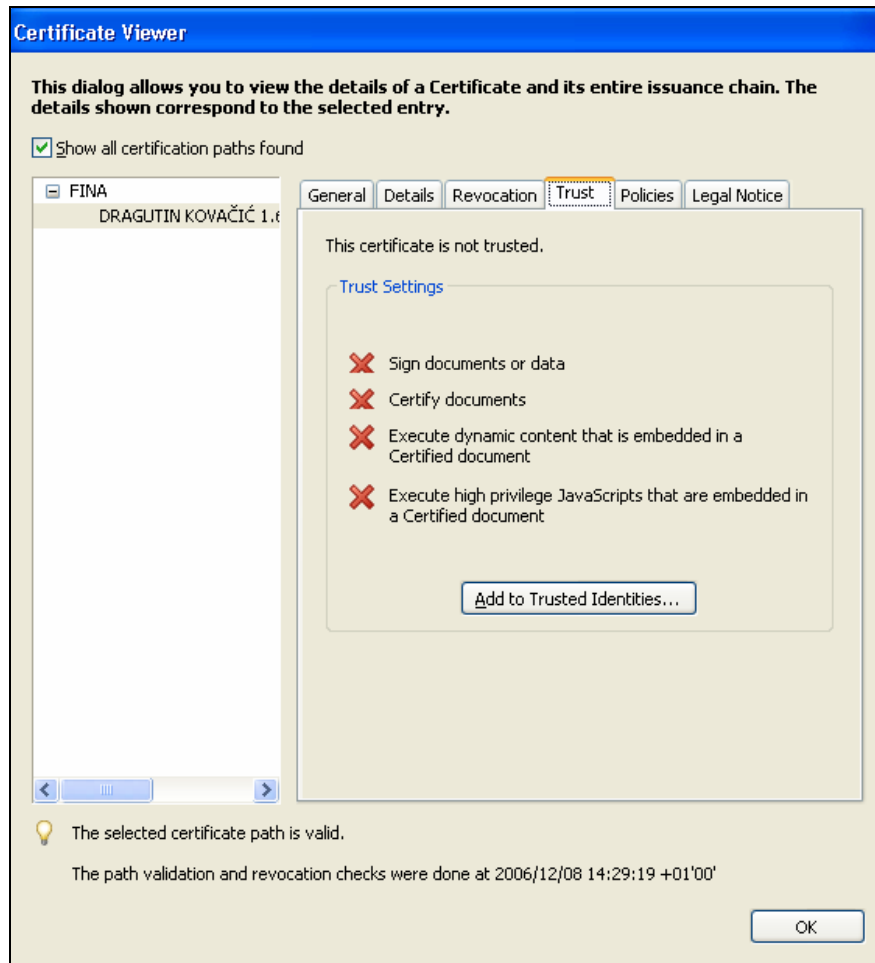 Certificate Viewer
This dialog allows you to view the details of a Certificate and its entire issuance chain. The
details shown correspond to the selected entry.
Show all certification paths found
FINA
DRAGUTIN KOVAČIĆ 1.6
General Details Revocation Trust Policies Legal Notice
This certificate is not trusted.
Trust Settings
Sign documents or data
Certify documents
Execute dynamic content that is embedded in a
Certified document
Execute high privilege JavaScripts that are embedded in
a Certified document
Add to Trusted Identities...
The selected certificate path is valid.
The path validation and revocation checks were done at 2006/12/08 14:29:19 +01'00'
OK